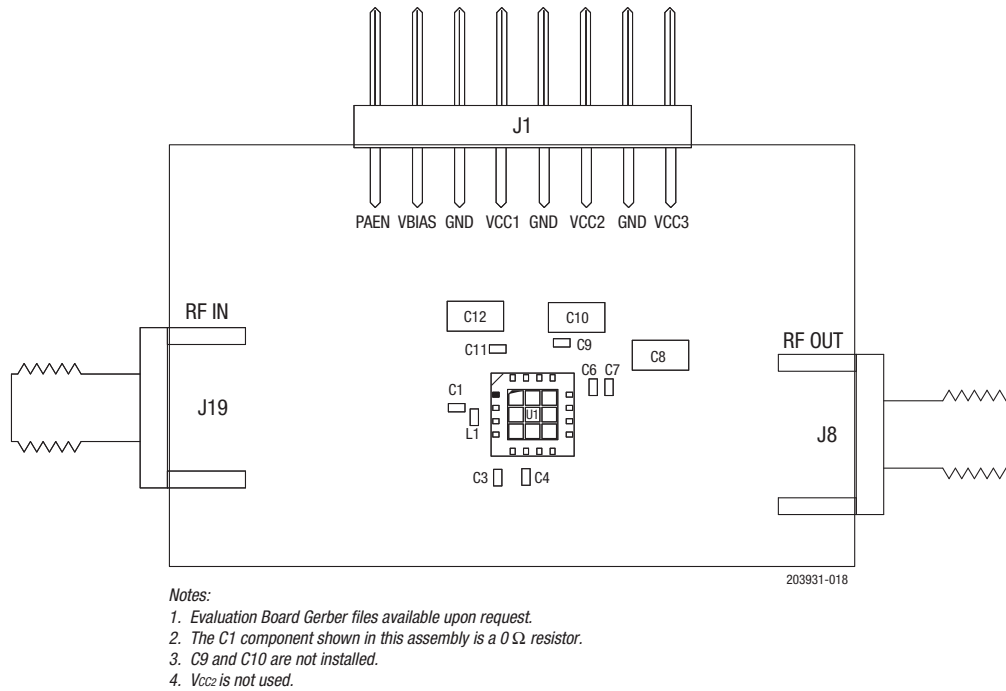 J1
PAEN VBIAS GND VCC1 GND VCC2 GND VCC3
RF IN
C12
C10
C11
C9
C8
RF OUT
C6 C7
C1
J19
U1
L1
J8
C3
C4
203931-018
Notes:
1. Evaluation Board Gerber files available upon request.
2. The C1 component shown in this assembly is a 0 Ω resistor.
3. C9 and C10 are not installed.
4. VCC2 is not used.